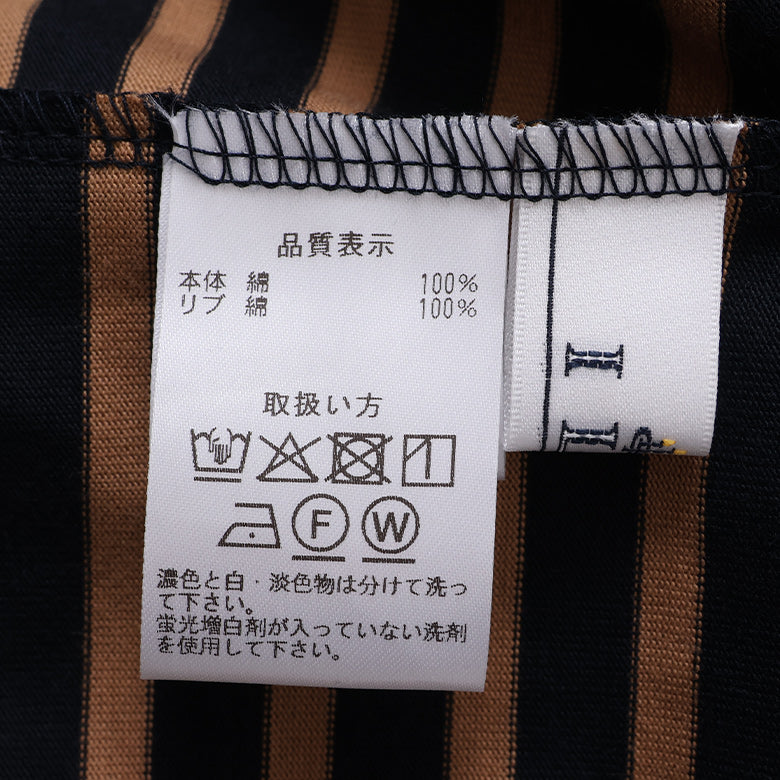 品質表示
本体 綿 100%
リブ 綿 100%
取扱い方
F W
濃色と白・淡色物は分けて洗っ
て下さい。
蛍光増白剤が入っていない洗剤
を使用して下さい。